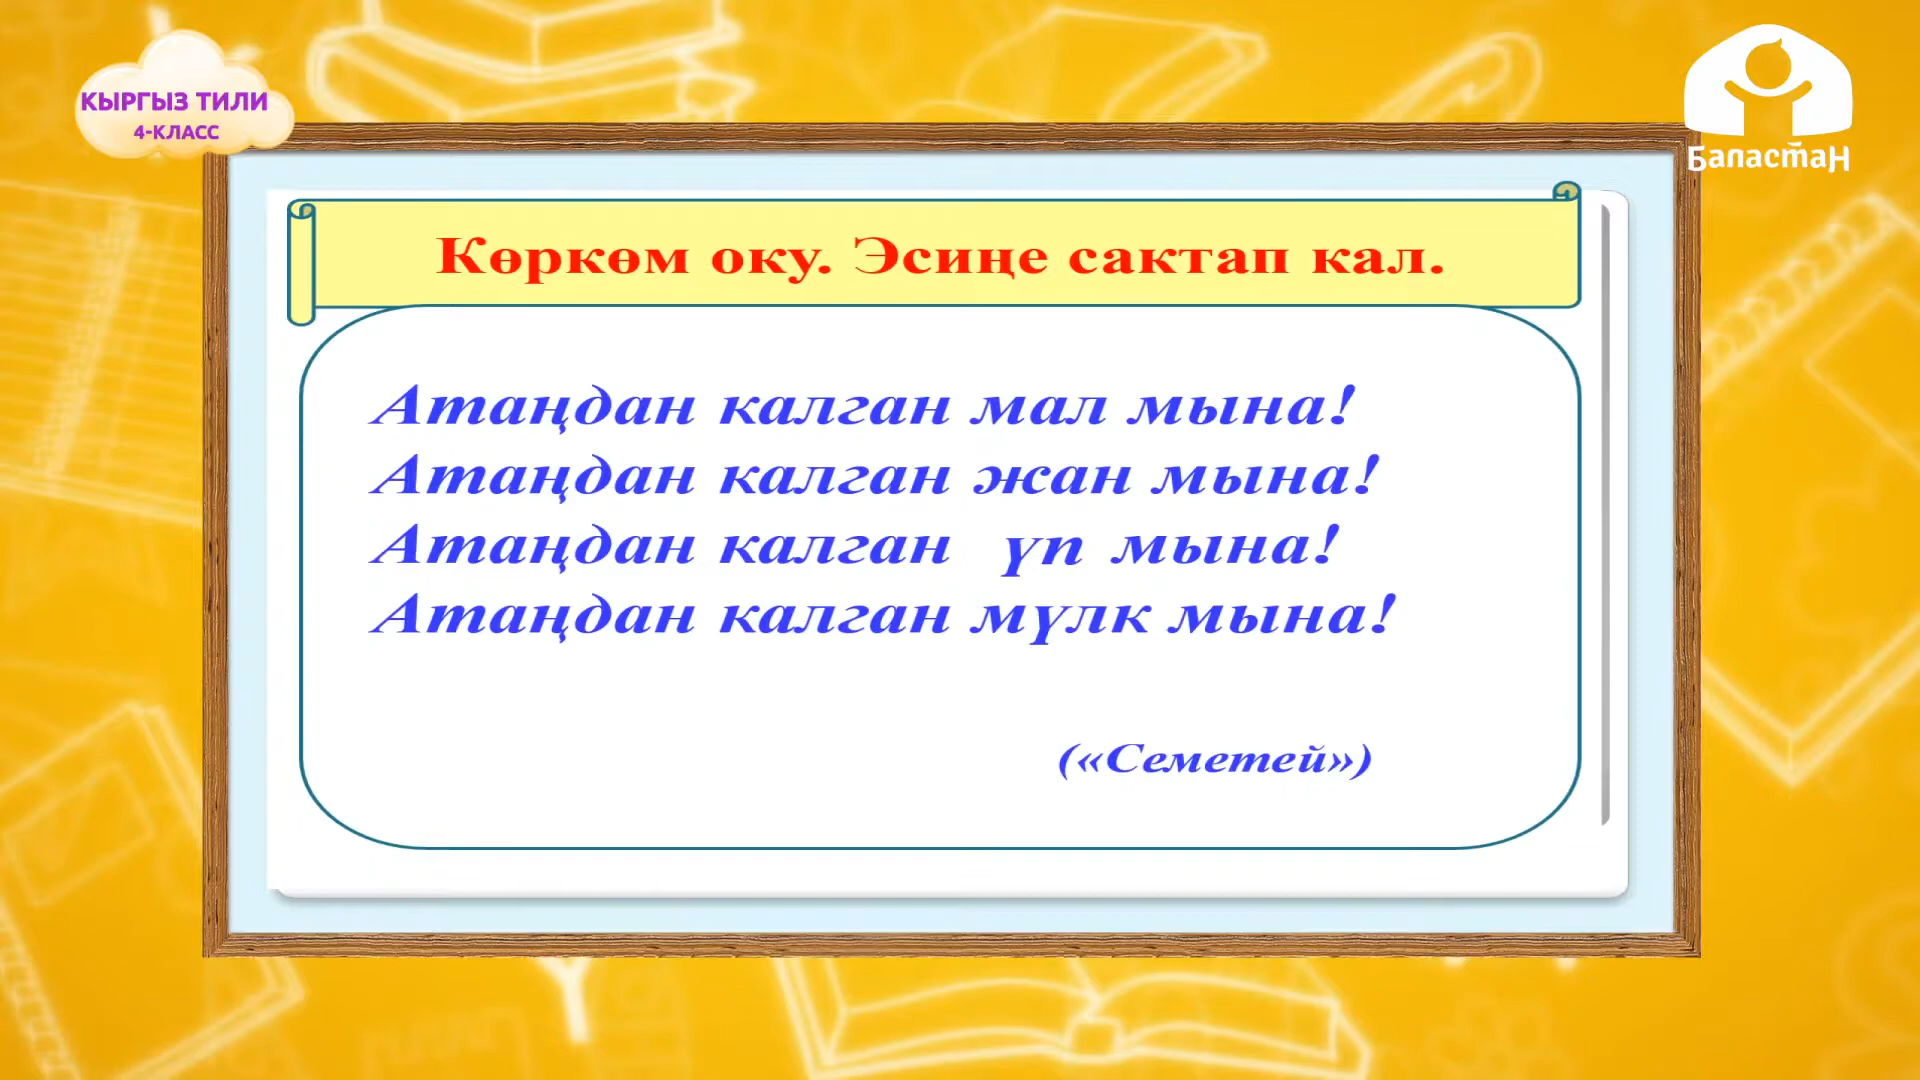 КЫРГЫЗ ТИЛИ
4-КЛАСС
Баластан
Көркөм оку. Эсиңе сактап кал.
Атаңдан калган мал мына!
Атаңдан калган жан мына!
Атаңдан калган үп мына!
Атаңдан калган мүлк мына!
(«Семетей»)